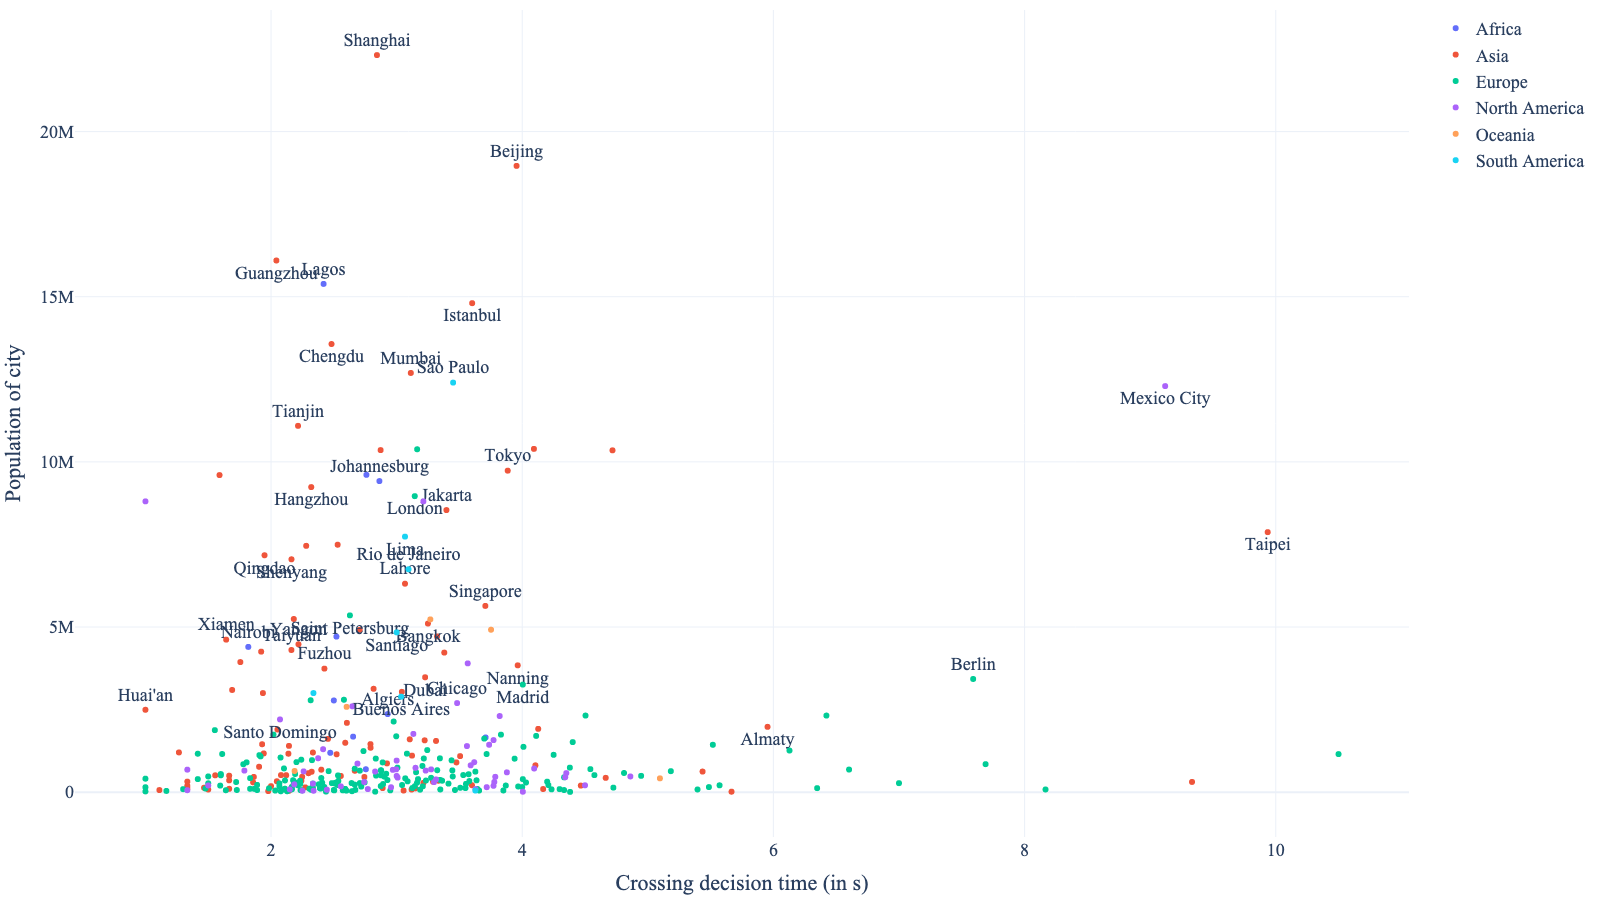 Shanghai
Africa
Asia
Europe
North America
Oceania
South America
20M
Beijing
Lagos
Guangzhou
15M
Istanbul
Chengdu
Mumbai
Sao Paulo
Mexico City
Tianjin
10M
Tokyo
Johannesburg
Hangzhou
Jakarta
London
Taipei
Lima
Rio de Janeiro
Qingdao
Shenyang
Lahore
Singapore
5M
Xiamen
Nairobi
Yangon
Saint Petersburg
Taiyuan
Bangkok
Santiago
Fuzhou
Berlin
Nanning
Huai'an
Algiers
Dubai
Chicago
Madrid
Buenos Aires
Santo Domingo
Almaty
0
2
4
6
8
10
Crossing decision time (in s)
Population of city